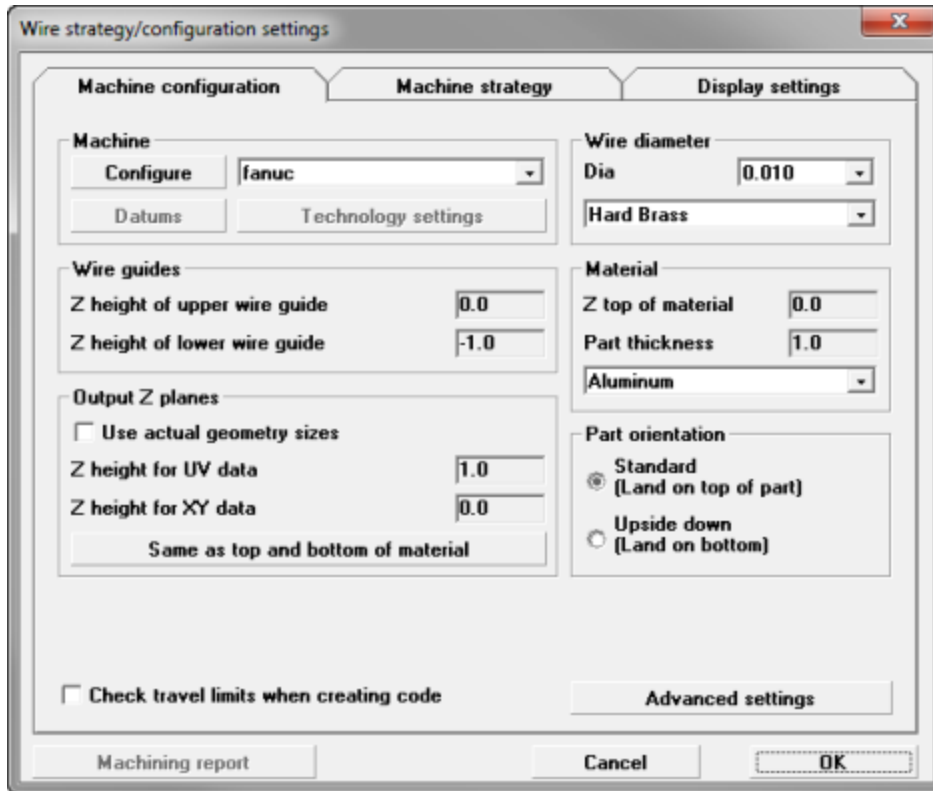 Wire strategy/configuration settings
x
Machine configuration
Machine strategy
Display settings
Machine
Configure
fanuc
Datums
Technology settings
Wire guides
Z height of upper wire guide 0.0
Z height of lower wire guide -1.0
Output Z planes
Use actual geometry sizes
Z height for UV data 1.0
Z height for XY data 0.0
Same as top and bottom of material
Wire diameter
Dia 0.010
Hard Brass
Material
Z top of material 0.0
Part thickness 1.0
Aluminum
Part orientation
Standard
(Land on top of part)
Upside down
(Land on bottom)
Check travel limits when creating code
Advanced settings
Machining report
Cancel
OK